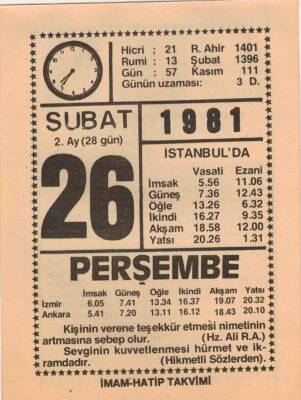 Hicri : 21 R. Ahir 1401
Rumi : 13 Şubat 1396
Gün : 57 Kasım 111
Günün uzaması: 3 D.
ŞUBAT
2. Ay (28 gün)
26
1981
İSTANBUL'DA
Vasati Ezani
İmsak 5.56 11.06
Güneş 7.36 12.43
Öğle 13.26 6.32
İkindi 16.27 9.35
Akşam 18.58 12.00
Yatsı 20.26 1.31
PERŞEMBE
İmsak Güneş Öğle İkindi Akşam Yatsı
İzmir 6.05 7.41 13.34 16.37 19.07 20.32
Ankara 5.41 7.20 13.11 16.12 18.43 20.10
Kişinin verene teşekkür etmesi nimetinin
artmasına sebep olur. (Hz. Ali R.A.)
Sevginin kuvvetlenmesi hürmet ve ik-
ramdadır. (Hikmetli Sözlerden).
İMAM-HATİP TAKVİMİ